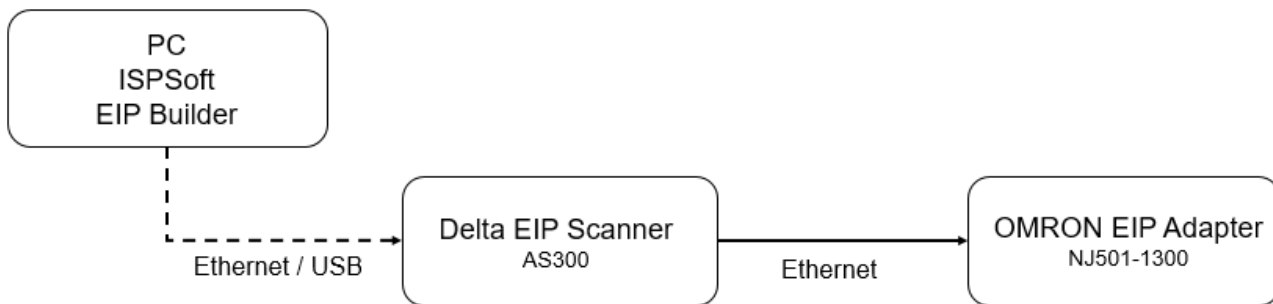 PC
ISPSoft
EIP Builder
Ethernet / USB
Delta EIP Scanner
AS300
Ethernet
OMRON EIP Adapter
NJ501-1300